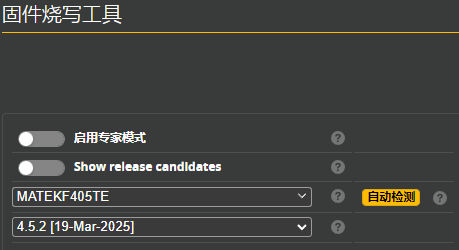 固件烧写工具
启用专家模式
Show release candidates
MATEKF405TE 自动检测
4.5.2 [19-Mar-2025]